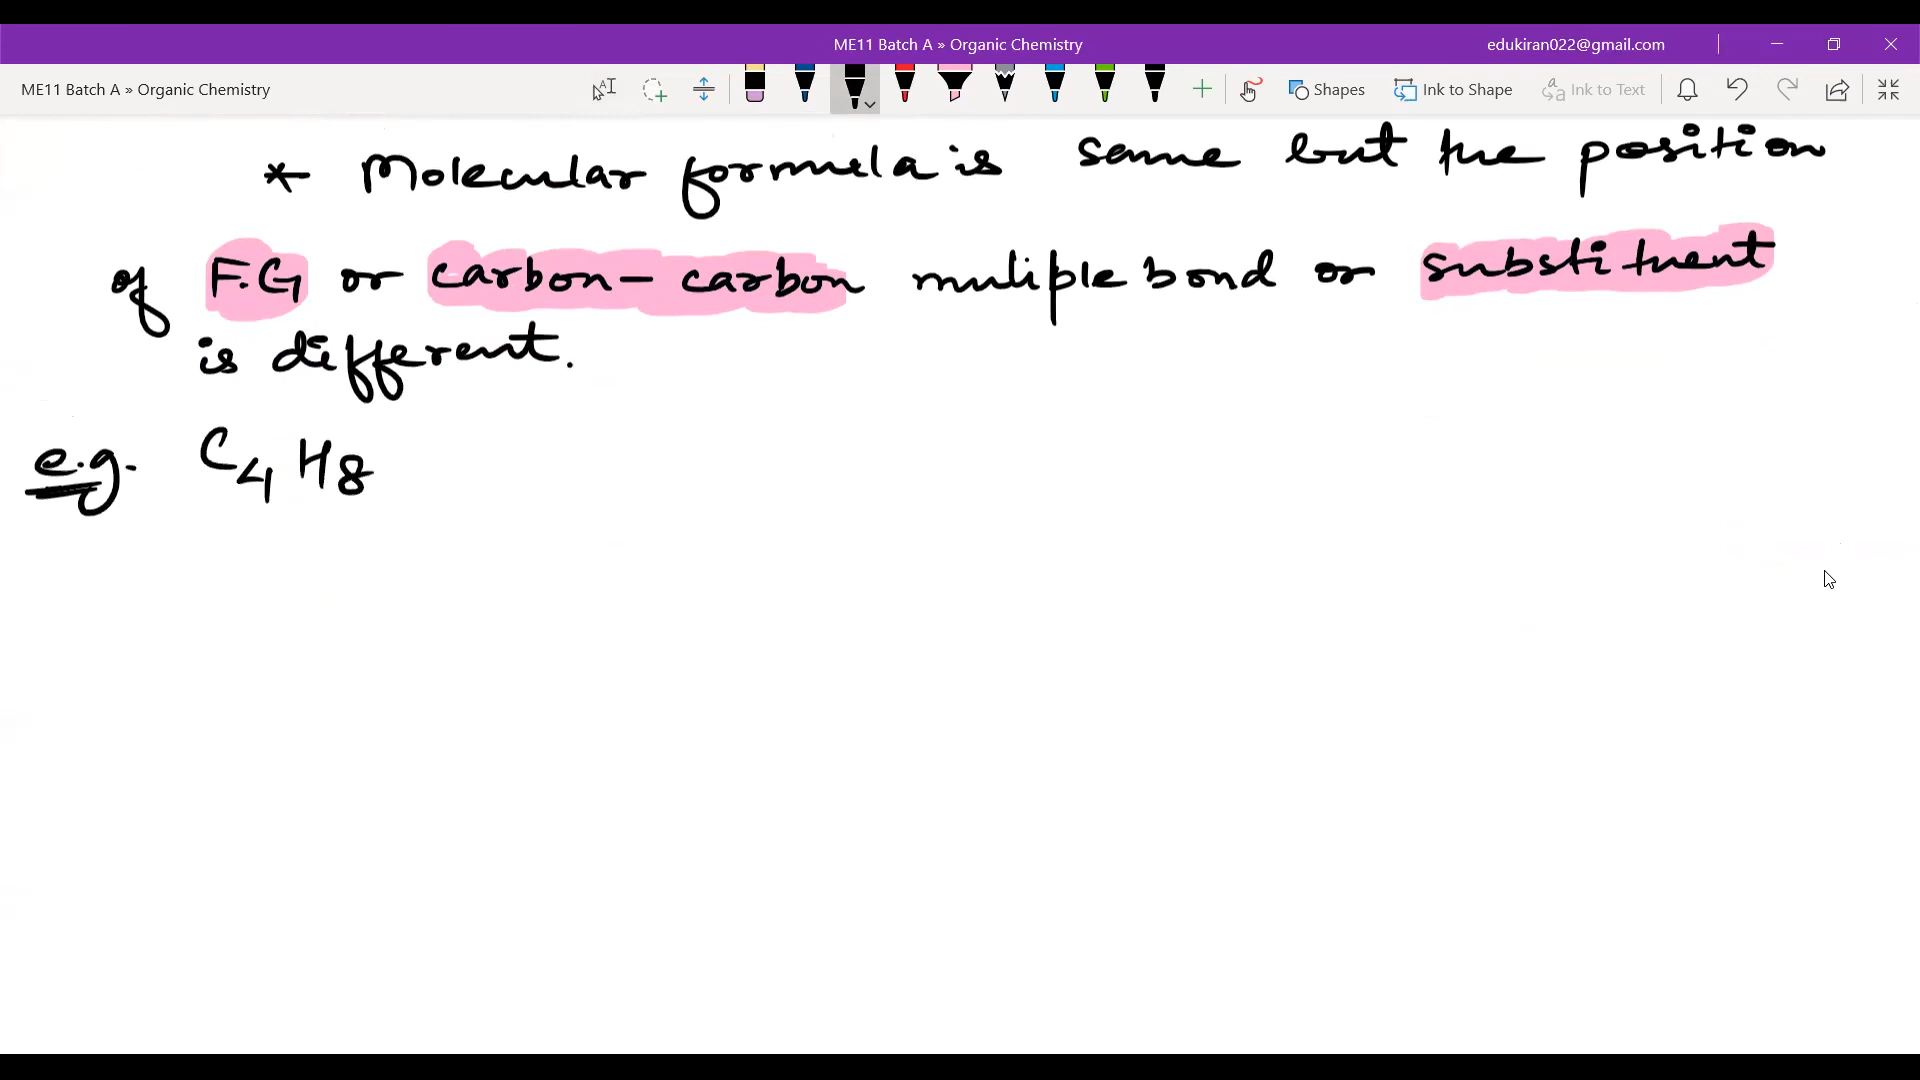 ME11 Batch A » Organic Chemistry
edukiran022@gmail.com
ME11 Batch A » Organic Chemistry
Shapes
Ink to Shape
Ink to Text
* Molecular formula is same but the position
of F.G or carbon - carbon muliple bond or substituent
is different.
e.g. C4H8